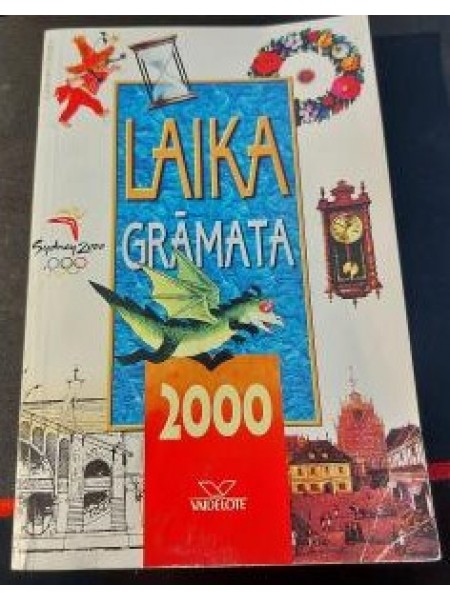 LAIKA
GRĀMATA
Sydney 2000
2000
VAIDELOTE